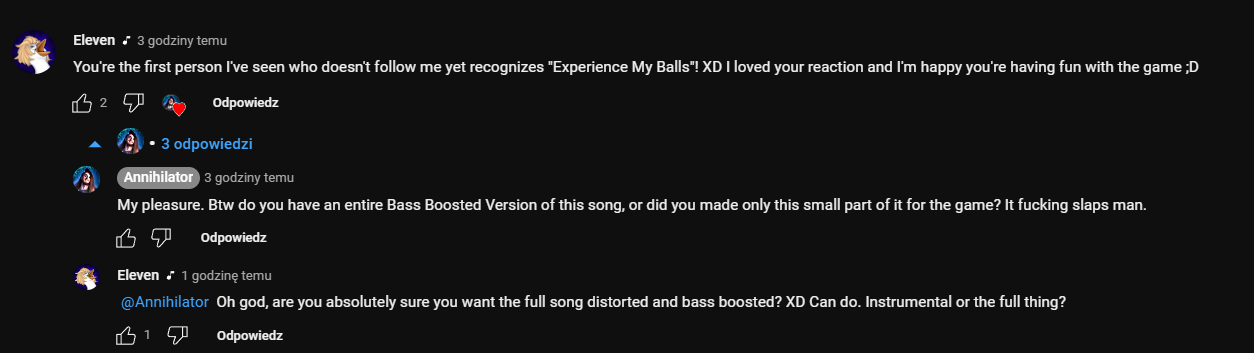 Eleven ♪ 3 godziny temu
You're the first person I've seen who doesn't follow me yet recognizes "Experience My Balls"! XD I loved your reaction and I'm happy you're having fun with the game ;D
2 Odpowiedz
• 3 odpowiedzi
Annihilator 3 godziny temu
My pleasure. Btw do you have an entire Bass Boosted Version of this song, or did you made only this small part of it for the game? It fucking slaps man.
Odpowiedz
Eleven ♪ 1 godzinę temu
@Annihilator Oh god, are you absolutely sure you want the full song distorted and bass boosted? XD Can do. Instrumental or the full thing?
1 Odpowiedz